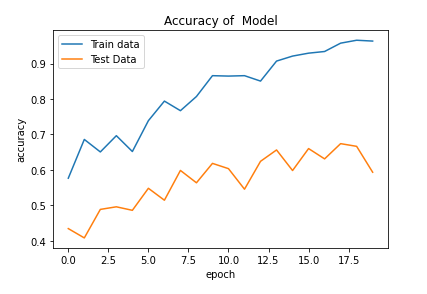 Accuracy of  Model
Train data
Test Data
accuracy
0.9
0.8
0.7
0.6
0.5
0.4
0.0 2.5 5.0 7.5 10.0 12.5 15.0 17.5
epoch